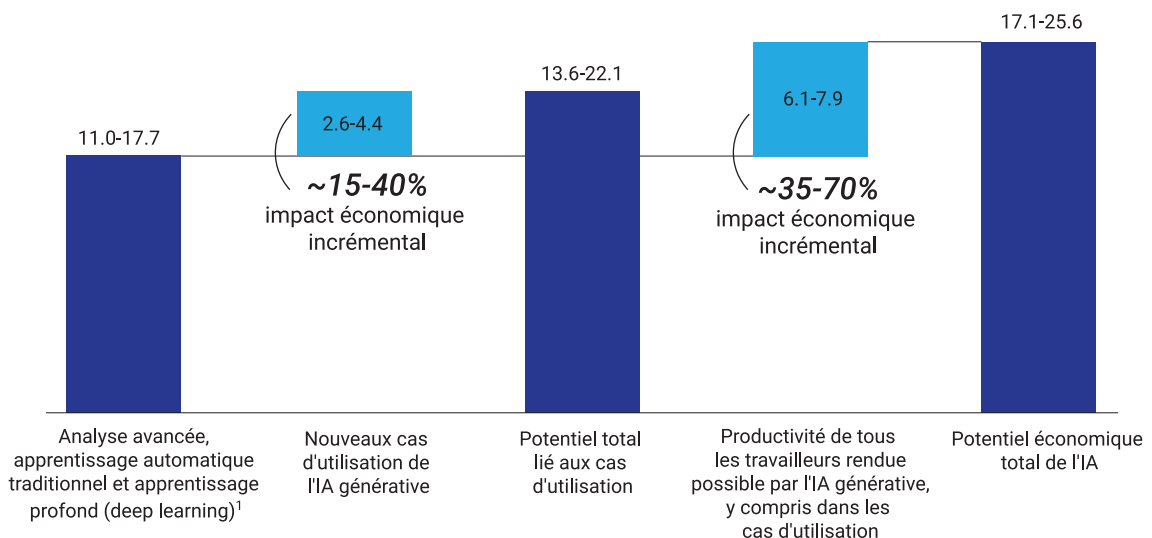 17.1-25.6
13.6-22.1
11.0-17.7
2.6-4.4
6.1-7.9
~15-40%
impact économique
incrémental
~35-70%
impact économique
incrémental
Analyse avancée,
apprentissage automatique
traditionnel et apprentissage
profond (deep learning)¹
Nouveaux cas
d'utilisation de
l'IA générative
Potentiel total
lié aux cas
d'utilisation
Productivité de tous
les travailleurs rendue
possible par l'IA générative,
y compris dans les
cas d'utilisation
Potentiel économique
total de l'IA